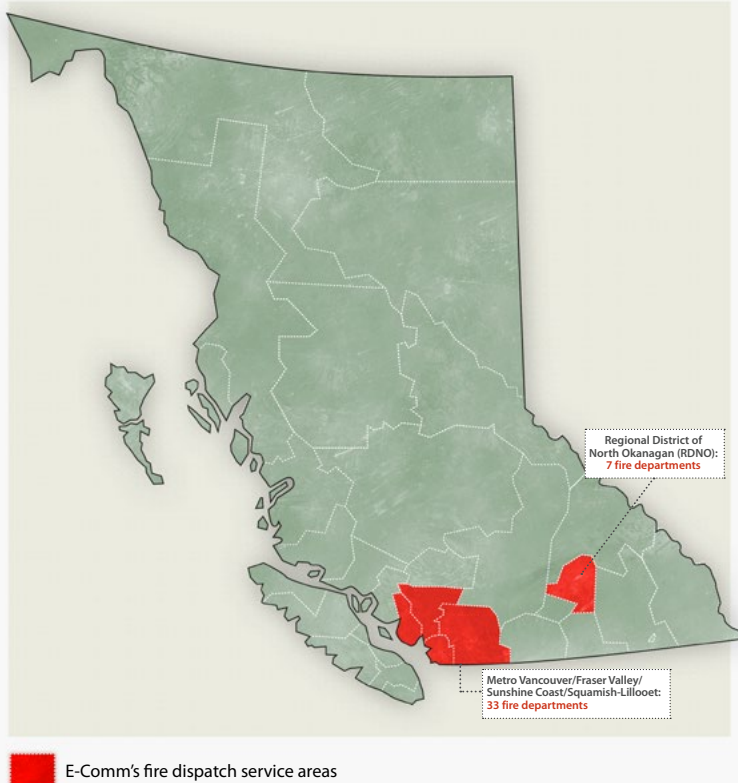 Regional District of
North Okanagan (RDNO):
7 fire departments
Metro Vancouver/Fraser Valley/
Sunshine Coast/Squamish-Lillooet:
33 fire departments
E-Comm's fire dispatch service areas